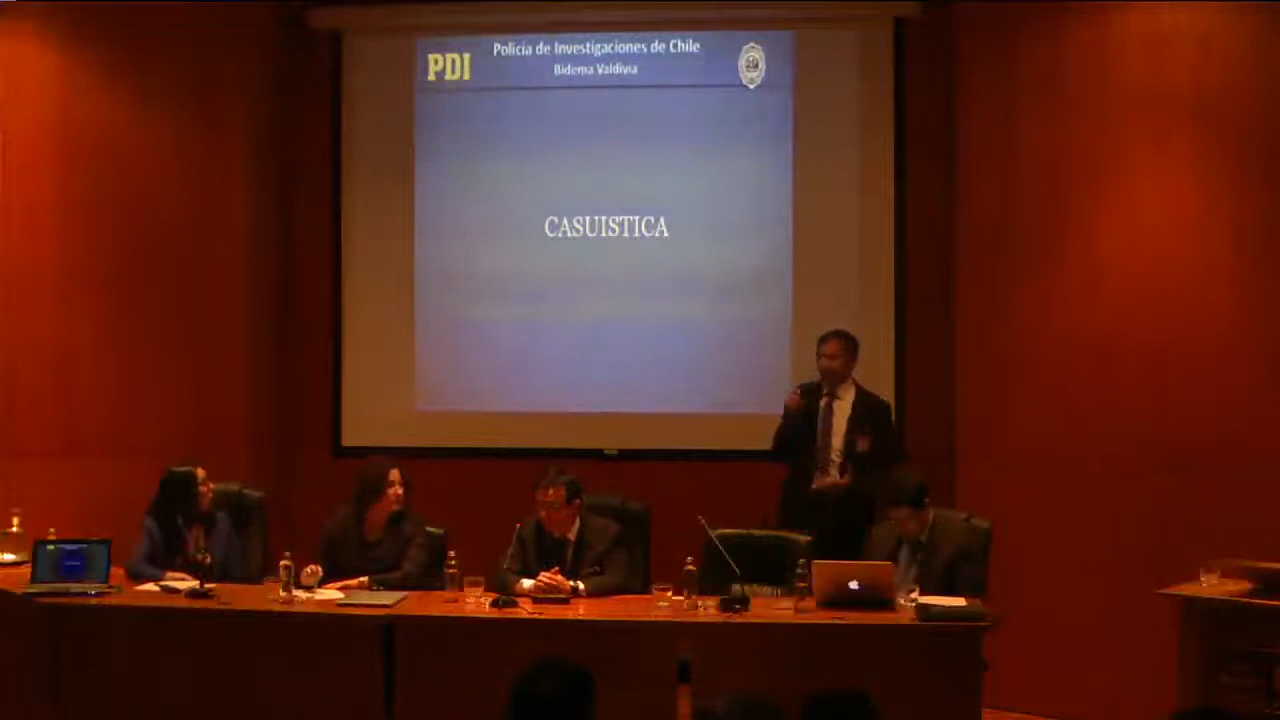 Policía de Investigaciones de Chile
PDI
Bidema Valdivia
CASUISTICA